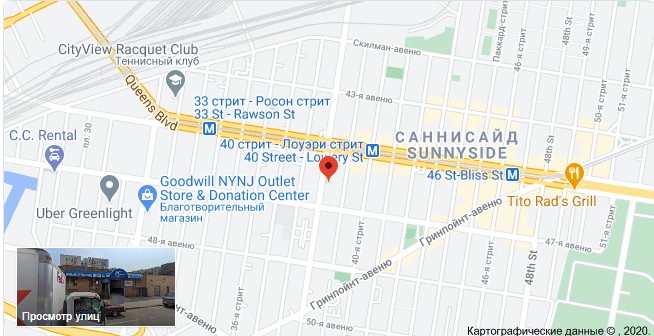 CityView Racquet Club
Теннисный клуб
Скилман-авеню
Паккард-стрит
48th St
46-я стрит
51-я стрит
43-я авеню
Queens Blvd
33 стрит - Росон стрит
33 St - Rawson St
M
C.C. Rental
пл. 30
40 стрит - Лоуэри стрит
40 Street - Lowery St
M
САННИСАЙД
SUNNYSIDE
48th St
46 St-Bliss St
M
Goodwill NYNJ Outlet
Store & Donation Center
Благотворительный
магазин
Uber Greenlight
Tito Rad's Grill
Гринпойнт-авеню
48-я авеню
47-я стрит
40-я стрит
41-я стрит
Гринпойнт-авеню
48th St
50-я авеню
Просмотр улиц
Картографические данные © , 2020.